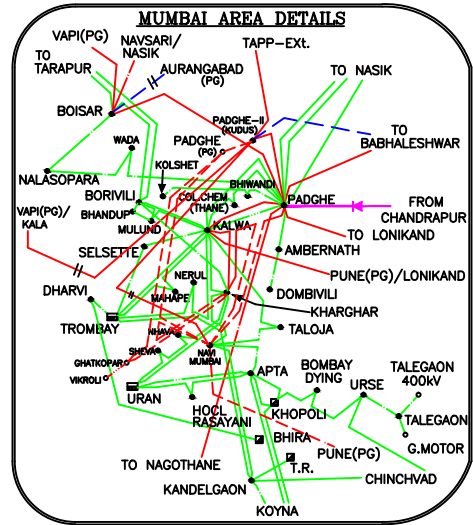 MUMBAI AREA DETAILS
VAPI(PG)
NAVSARI/
NASIK
TAPP-EXt.
TO
TARAPUR
AURANGABAD
(PG)
TO NASIK
BOISAR
PADGHE-II
(KUDUS)
WADA
PADGHE
(PG)
TO
BABHALESHWAR
KOLSHET
NALASOPARA
BHIWANDI
BORIVILI
COL.CHEM
(THANE)
PADGHE
FROM
CHANDRAPUR
VAPI(PG)/
KALA
BHANDUP
MULUND
KALWA
TO LONIKAND
SELSETTE
AMBERNATH
NERUL
PUNE(PG)/LONIKAND
DHARVI
MAHAPE
DOMBIVILI
KHARGHAR
TROMBAY
NHAVA
TALOJA
SHEVA
NAVI
MUMBAI
GHATKOPAR
VIKROLI
APTA
BOMBAY
DYING
URSE
TALEGAON
400kV
URAN
HOCL
RASAYANI
KHOPOLI
TALEGAON
BHIRA
G.MOTOR
TO NAGOTHANE
PUNE(PG)
T.R.
CHINCHVAD
KANDELGAON
KOYNA